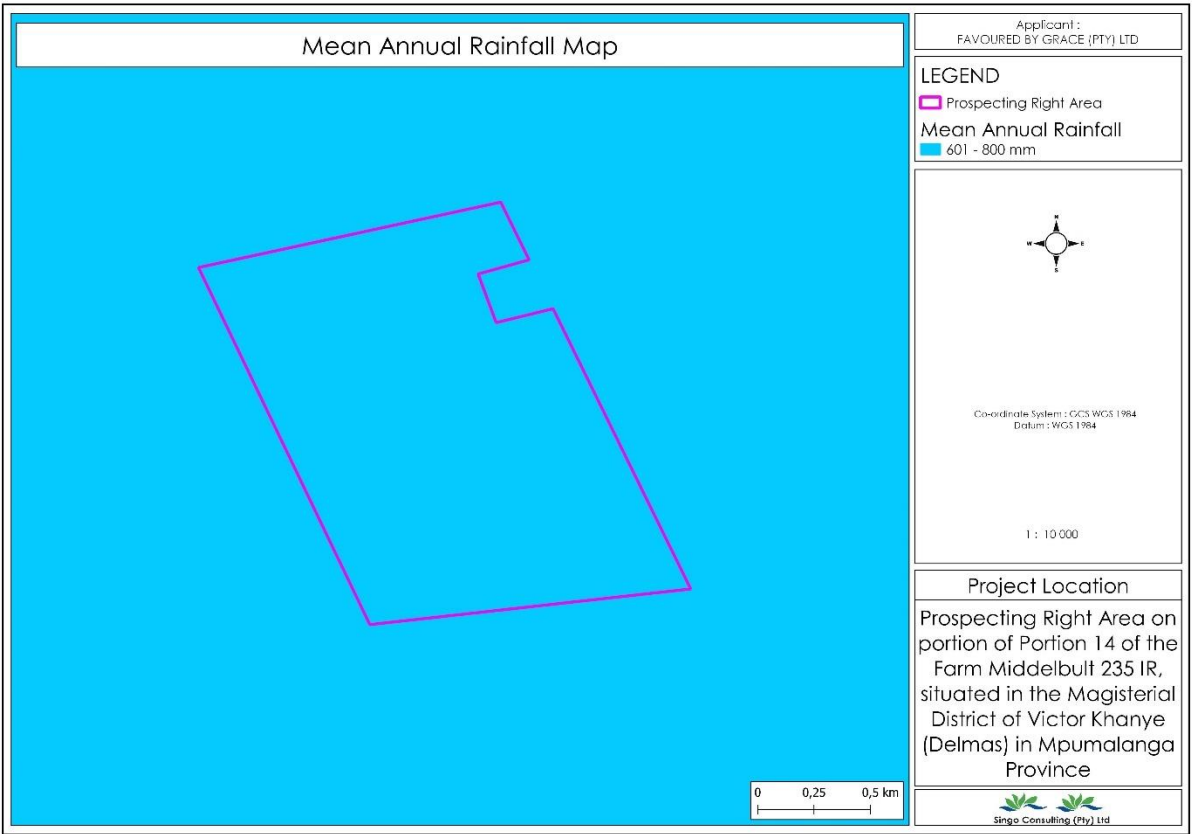 Mean Annual Rainfall Map
Applicant :
FAVOURED BY GRACE (PTY) LTD
LEGEND
Prospecting Right Area
Mean Annual Rainfall
601 - 800 mm
N
W
E
S
Co-ordinate System : GCS WGS 1984
Datum : WGS 1984
1 : 10 000
Project Location
Prospecting Right Area on
portion of Portion 14 of the
Farm Middelbult 235 IR,
situated in the Magisterial
District of Victor Khanye
(Delmas) in Mpumalanga
Province
0 0,25 0,5 km
Singo Consulting (Pty) Ltd